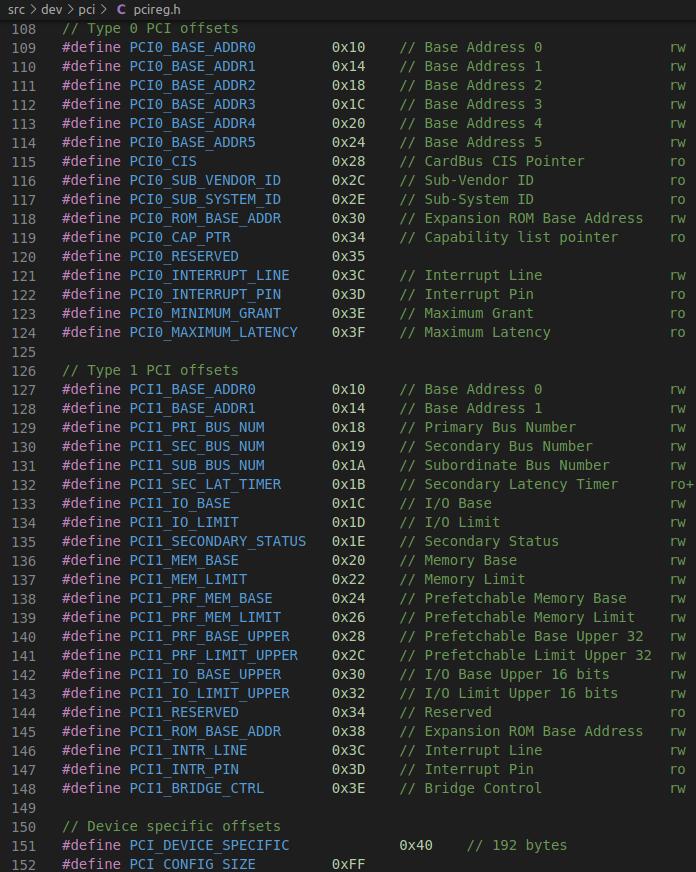 src > dev > pci > C pcireg.h
108 // Type 0 PCI offsets
109 #define PCI0_BASE_ADDR0 0x10 // Base Address 0 rw
110 #define PCI0_BASE_ADDR1 0x14 // Base Address 1 rw
111 #define PCI0_BASE_ADDR2 0x18 // Base Address 2 rw
112 #define PCI0_BASE_ADDR3 0x1C // Base Address 3 rw
113 #define PCI0_BASE_ADDR4 0x20 // Base Address 4 rw
114 #define PCI0_BASE_ADDR5 0x24 // Base Address 5 rw
115 #define PCI0_CIS 0x28 // CardBus CIS Pointer ro
116 #define PCI0_SUB_VENDOR_ID 0x2C // Sub-Vendor ID ro
117 #define PCI0_SUB_SYSTEM_ID 0x2E // Sub-System ID ro
118 #define PCI0_ROM_BASE_ADDR 0x30 // Expansion ROM Base Address rw
119 #define PCI0_CAP_PTR 0x34 // Capability list pointer ro
120 #define PCI0_RESERVED 0x35
121 #define PCI0_INTERRUPT_LINE 0x3C // Interrupt Line rw
122 #define PCI0_INTERRUPT_PIN 0x3D // Interrupt Pin ro
123 #define PCI0_MINIMUM_GRANT 0x3E // Maximum Grant ro
124 #define PCI0_MAXIMUM_LATENCY 0x3F // Maximum Latency ro
125
126 // Type 1 PCI offsets
127 #define PCI1_BASE_ADDR0 0x10 // Base Address 0 rw
128 #define PCI1_BASE_ADDR1 0x14 // Base Address 1 rw
129 #define PCI1_PRI_BUS_NUM 0x18 // Primary Bus Number rw
130 #define PCI1_SEC_BUS_NUM 0x19 // Secondary Bus Number rw
131 #define PCI1_SUB_BUS_NUM 0x1A // Subordinate Bus Number rw
132 #define PCI1_SEC_LAT_TIMER 0x1B // Secondary Latency Timer ro+
133 #define PCI1_IO_BASE 0x1C // I/O Base rw
134 #define PCI1_IO_LIMIT 0x1D // I/O Limit rw
135 #define PCI1_SECONDARY_STATUS 0x1E // Secondary Status rw
136 #define PCI1_MEM_BASE 0x20 // Memory Base rw
137 #define PCI1_MEM_LIMIT 0x22 // Memory Limit rw
138 #define PCI1_PRF_MEM_BASE 0x24 // Prefetchable Memory Base rw
139 #define PCI1_PRF_MEM_LIMIT 0x26 // Prefetchable Memory Limit rw
140 #define PCI1_PRF_BASE_UPPER 0x28 // Prefetchable Base Upper 32 rw
141 #define PCI1_PRF_LIMIT_UPPER 0x2C // Prefetchable Limit Upper 32 rw
142 #define PCI1_IO_BASE_UPPER 0x30 // I/O Base Upper 16 bits rw
143 #define PCI1_IO_LIMIT_UPPER 0x32 // I/O Limit Upper 16 bits rw
144 #define PCI1_RESERVED 0x34 // Reserved ro
145 #define PCI1_ROM_BASE_ADDR 0x38 // Expansion ROM Base Address rw
146 #define PCI1_INTR_LINE 0x3C // Interrupt Line rw
147 #define PCI1_INTR_PIN 0x3D // Interrupt Pin ro
148 #define PCI1_BRIDGE_CTRL 0x3E // Bridge Control rw
149
150 // Device specific offsets
151 #define PCI_DEVICE_SPECIFIC 0x40 // 192 bytes
152 #define PCI_CONFIG_SIZE 0xFF